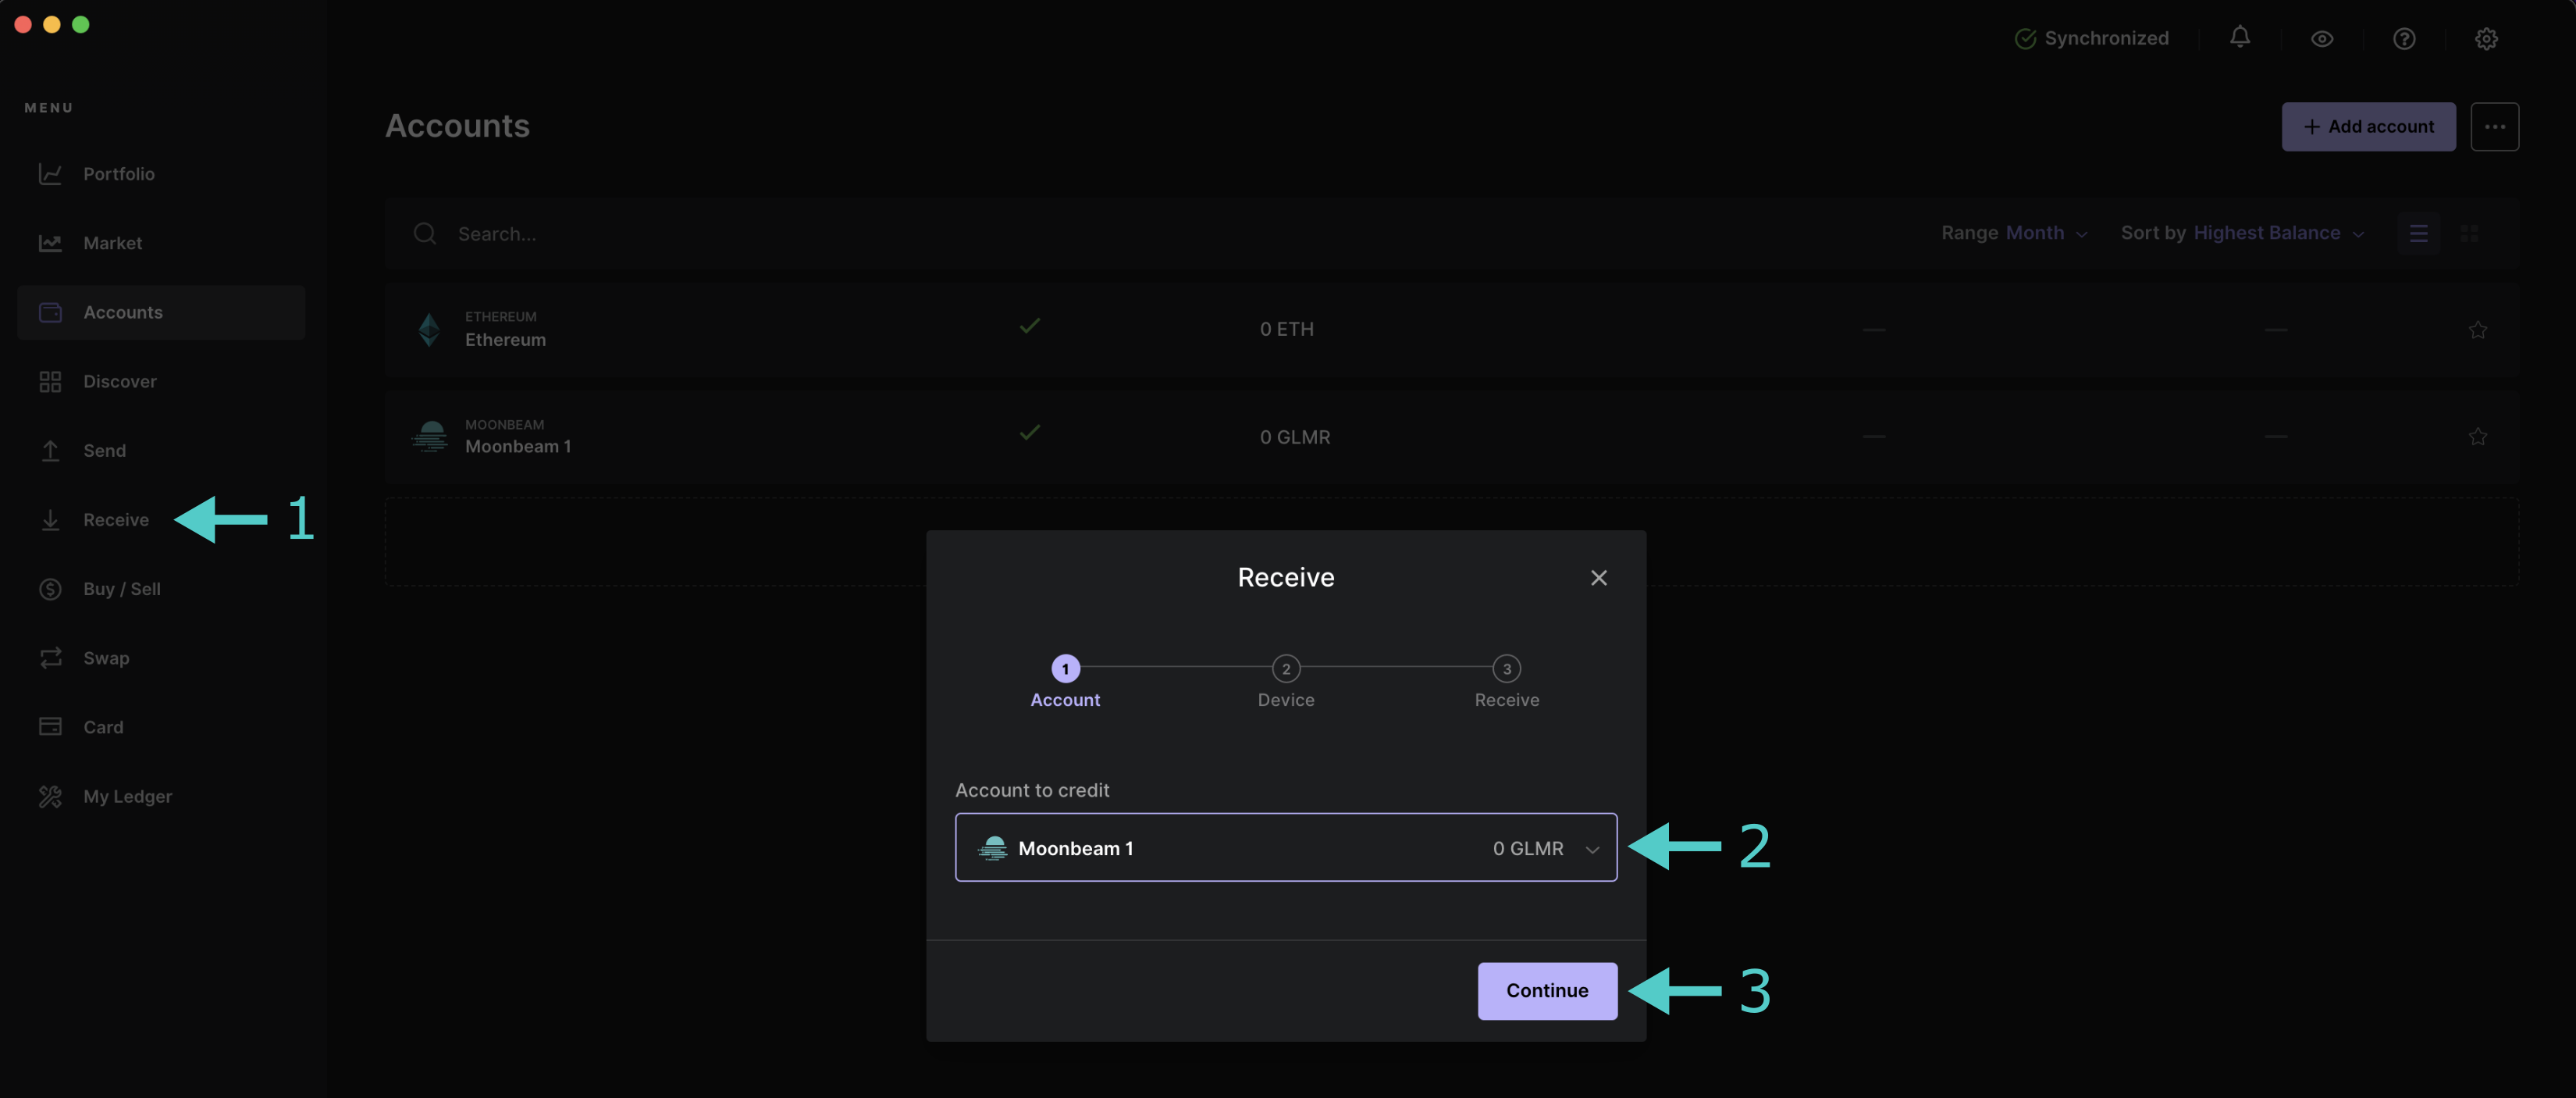 Synchronized
MENU
Accounts
+ Add account
Portfolio
Market
Search...
Range Month
Sort by Highest Balance
Accounts
ETHEREUM
Ethereum
0 ETH
Discover
MOONBEAM
Moonbeam 1
0 GLMR
Send
Receive
1
Receive
Buy / Sell
Swap
1
2
3
Account
Device
Receive
Card
My Ledger
Account to credit
Moonbeam 1
0 GLMR
2
Continue
3